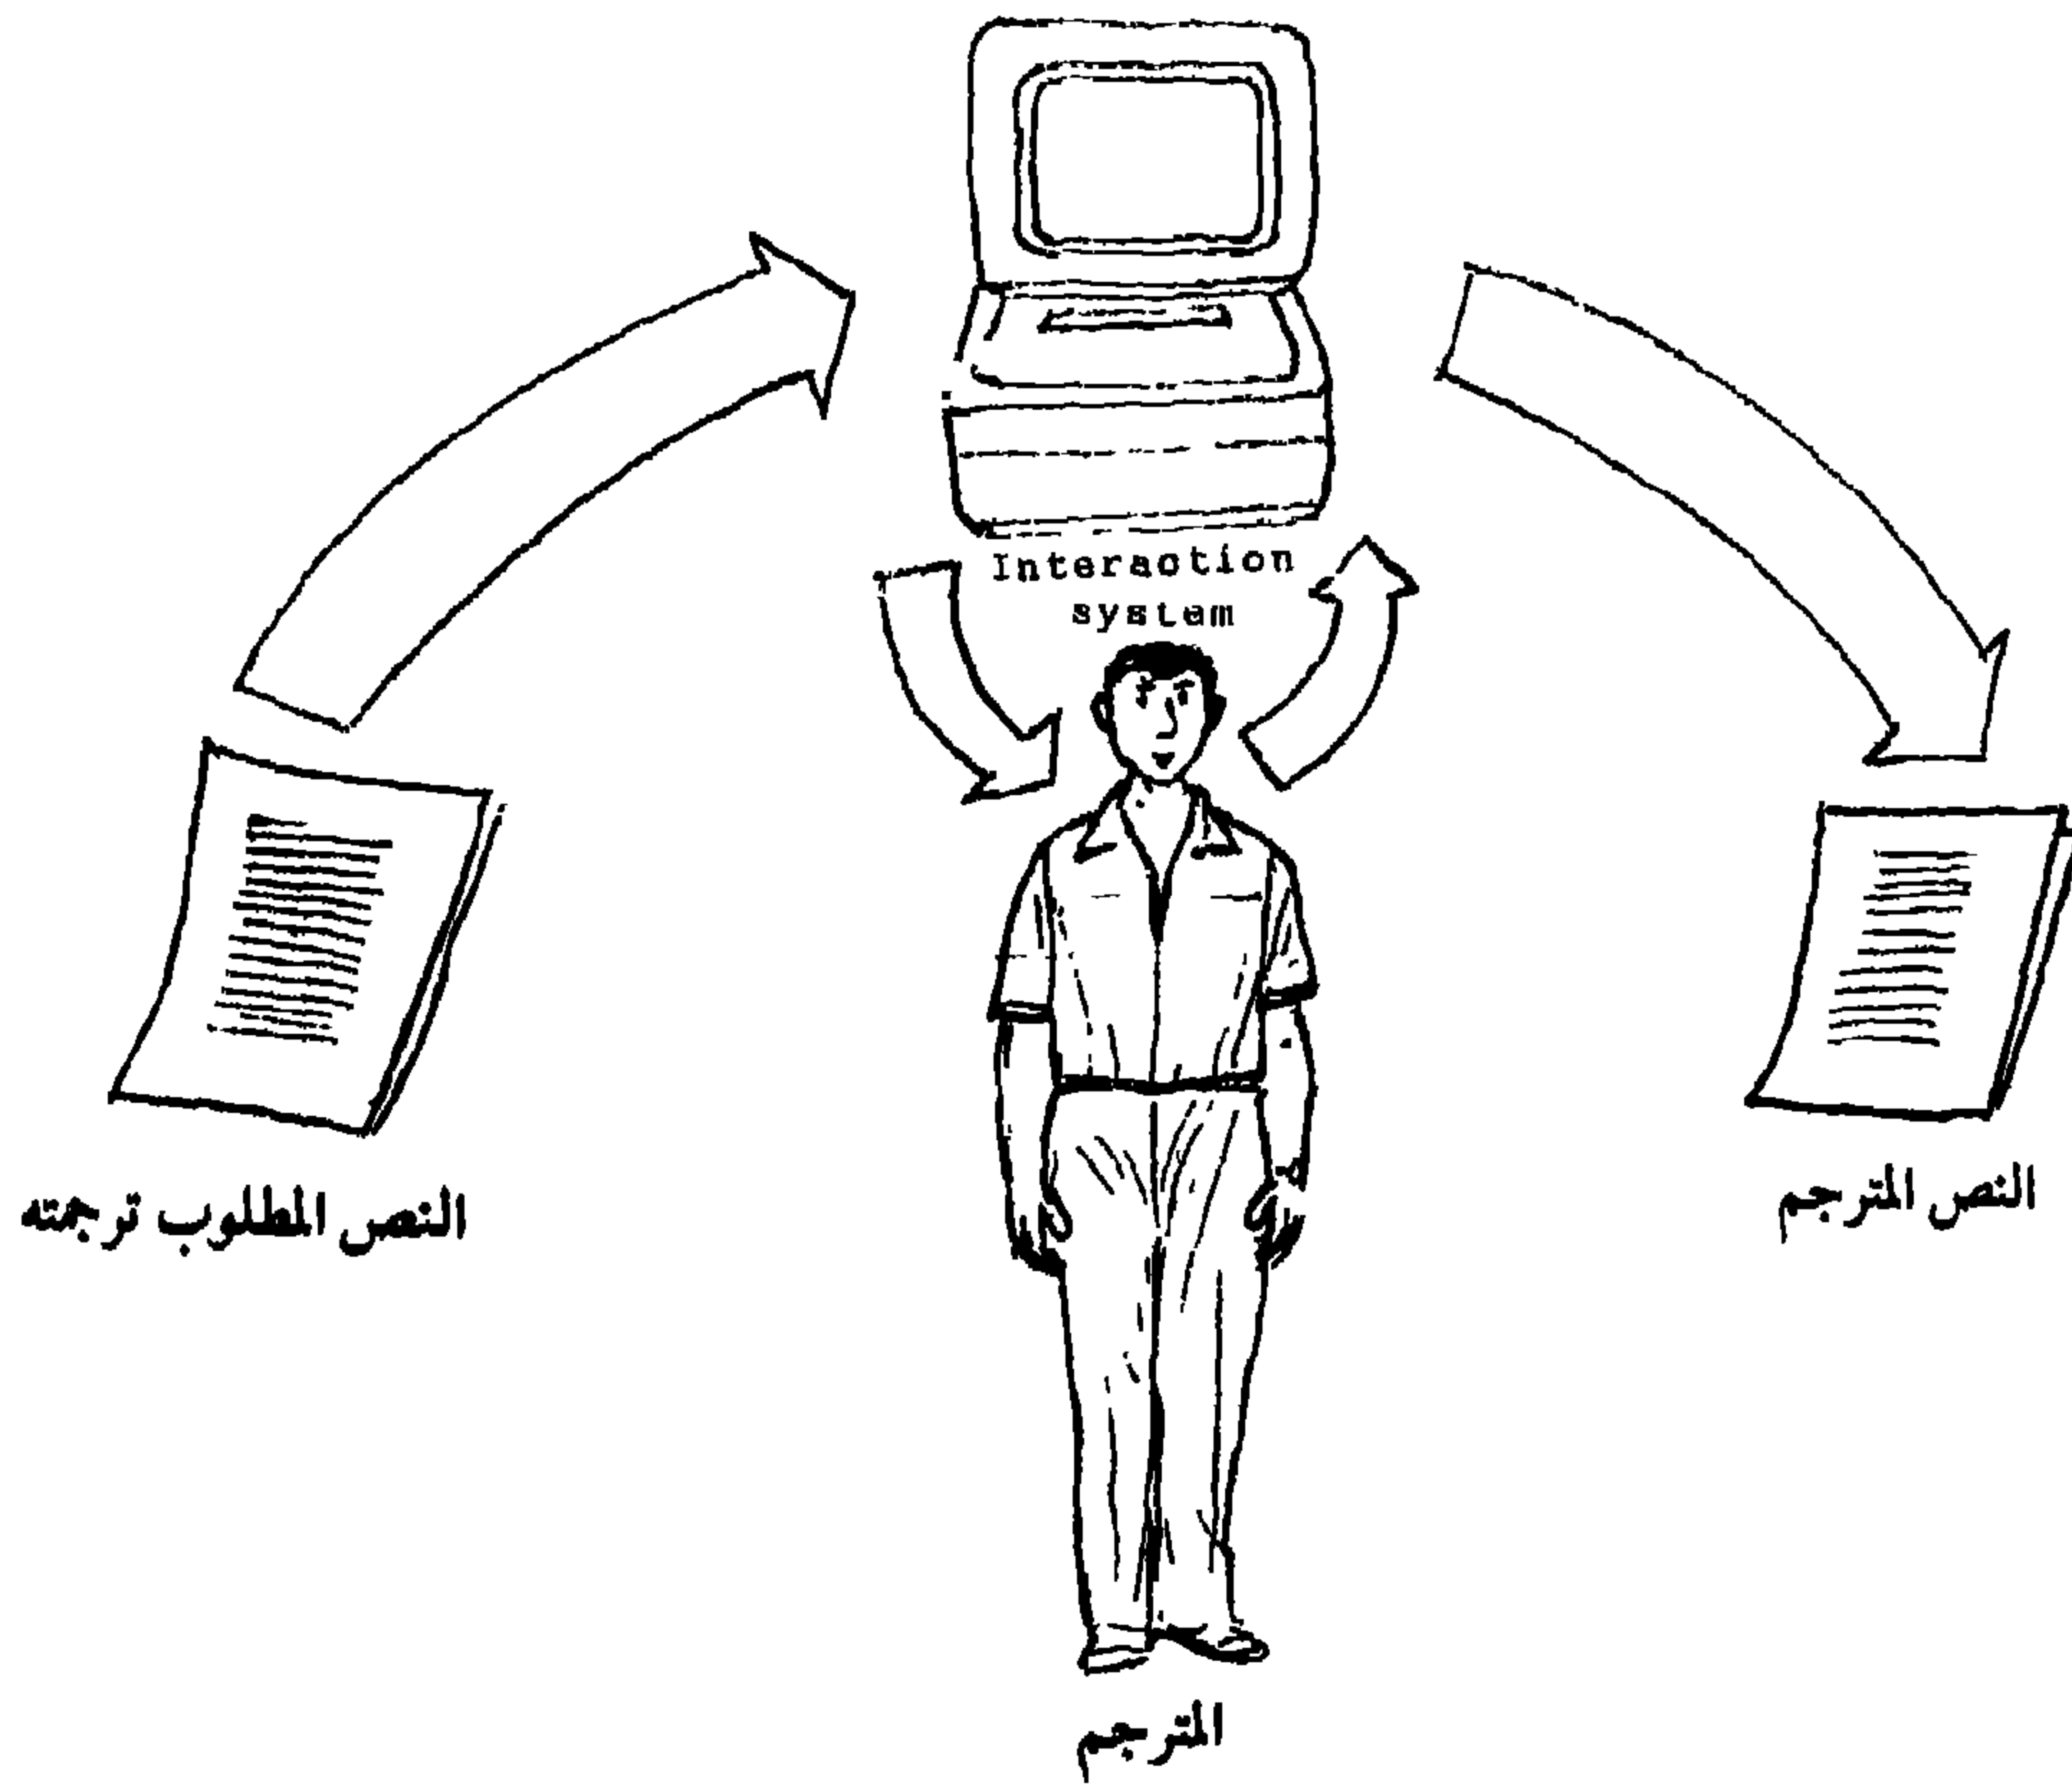 Interaction
system
النص المطلوب ترجمته
النص المترجم
المترجم